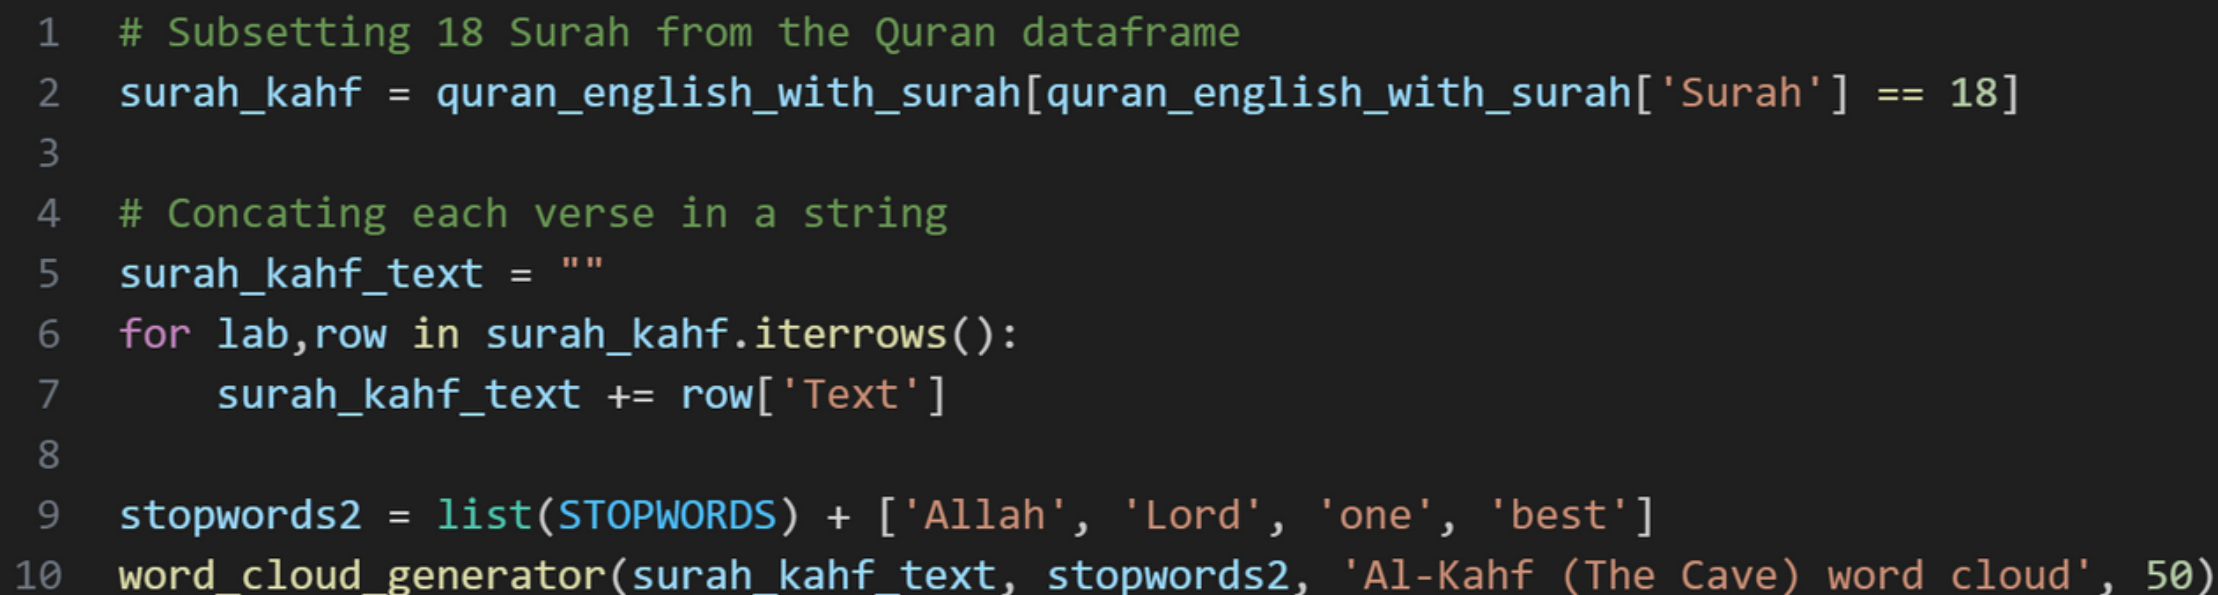 1 # Subsetting 18 Surah from the Quran dataframe
2 surah_kahf = quran_english_with_surah[quran_english_with_surah['Surah'] == 18]
3
4 # Concating each verse in a string
5 surah_kahf_text = ""
6 for lab,row in surah_kahf.iterrows():
7     surah_kahf_text += row['Text']
8
9 stopwords2 = list(STOPWORDS) + ['Allah', 'Lord', 'one', 'best']
10 word_cloud_generator(surah_kahf_text, stopwords2, 'Al-Kahf (The Cave) word cloud', 50)